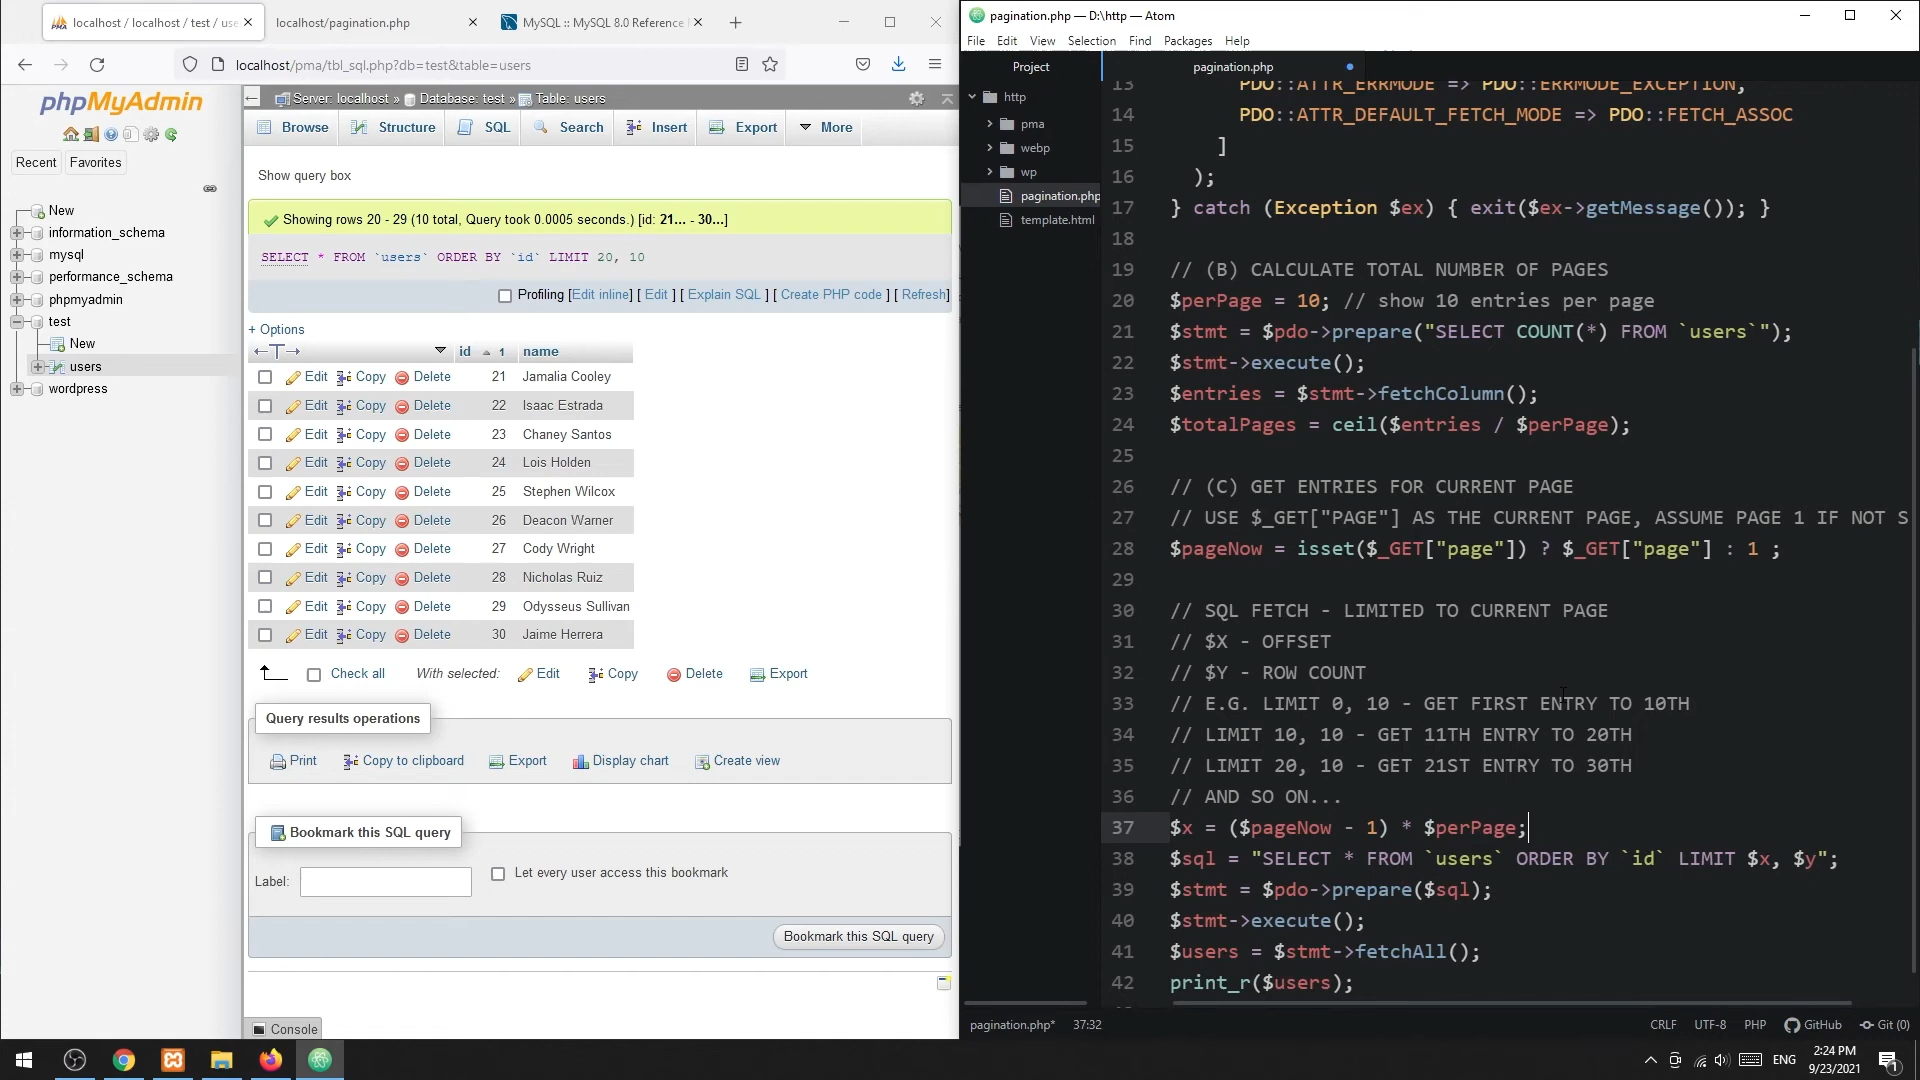 localhost / localhost / test / use
localhost/pagination.php
MySQL :: MySQL 8.0 Reference
localhost/pma/tbl_sql.php?db=test&table=users
phpMyAdmin
Recent
Favorites
New
information_schema
mysql
performance_schema
phpmyadmin
test
New
users
wordpress
Server: localhost » Database: test » Table: users
Browse
Structure
SQL
Search
Insert
Export
More
Show query box
Showing rows 20 - 29 (10 total, Query took 0.0005 seconds.) [id: 21... - 30...]
SELECT * FROM `users` ORDER BY `id` LIMIT 20, 10
Profiling [Edit inline] [ Edit ] [ Explain SQL ] [ Create PHP code ] [ Refresh]
+ Options
←T→ id 1 name
Edit Copy Delete 21 Jamalia Cooley
Edit Copy Delete 22 Isaac Estrada
Edit Copy Delete 23 Chaney Santos
Edit Copy Delete 24 Lois Holden
Edit Copy Delete 25 Stephen Wilcox
Edit Copy Delete 26 Deacon Warner
Edit Copy Delete 27 Cody Wright
Edit Copy Delete 28 Nicholas Ruiz
Edit Copy Delete 29 Odysseus Sullivan
Edit Copy Delete 30 Jaime Herrera
Check all With selected: Edit Copy Delete Export
Query results operations
Print Copy to clipboard Export Display chart Create view
Bookmark this SQL query
Label: Let every user access this bookmark
Bookmark this SQL query
Console
pagination.php — D:\http — Atom
File Edit View Selection Find Packages Help
Project
http
pma
webp
wp
pagination.php
template.html
pagination.php
13 PDO::ATTR_ERRMODE => PDO::ERRMODE_EXCEPTION,
14 PDO::ATTR_DEFAULT_FETCH_MODE => PDO::FETCH_ASSOC
15 ]
16 );
17 } catch (Exception $ex) { exit($ex->getMessage()); }
18
19 // (B) CALCULATE TOTAL NUMBER OF PAGES
20 $perPage = 10; // show 10 entries per page
21 $stmt = $pdo->prepare("SELECT COUNT(*) FROM `users`");
22 $stmt->execute();
23 $entries = $stmt->fetchColumn();
24 $totalPages = ceil($entries / $perPage);
25
26 // (C) GET ENTRIES FOR CURRENT PAGE
27 // USE $_GET["PAGE"] AS THE CURRENT PAGE, ASSUME PAGE 1 IF NOT S
28 $pageNow = isset($_GET["page"]) ? $_GET["page"] : 1 ;
29
30 // SQL FETCH - LIMITED TO CURRENT PAGE
31 // $X - OFFSET
32 // $Y - ROW COUNT
33 // E.G. LIMIT 0, 10 - GET FIRST ENTRY TO 10TH
34 // LIMIT 10, 10 - GET 11TH ENTRY TO 20TH
35 // LIMIT 20, 10 - GET 21ST ENTRY TO 30TH
36 // AND SO ON...
37 $x = ($pageNow - 1) * $perPage;
38 $sql = "SELECT * FROM `users` ORDER BY `id` LIMIT $x, $y";
39 $stmt = $pdo->prepare($sql);
40 $stmt->execute();
41 $users = $stmt->fetchAll();
42 print_r($users);
pagination.php* 37:32
CRLF UTF-8 PHP GitHub Git (0)
ENG
2:24 PM
9/23/2021
1